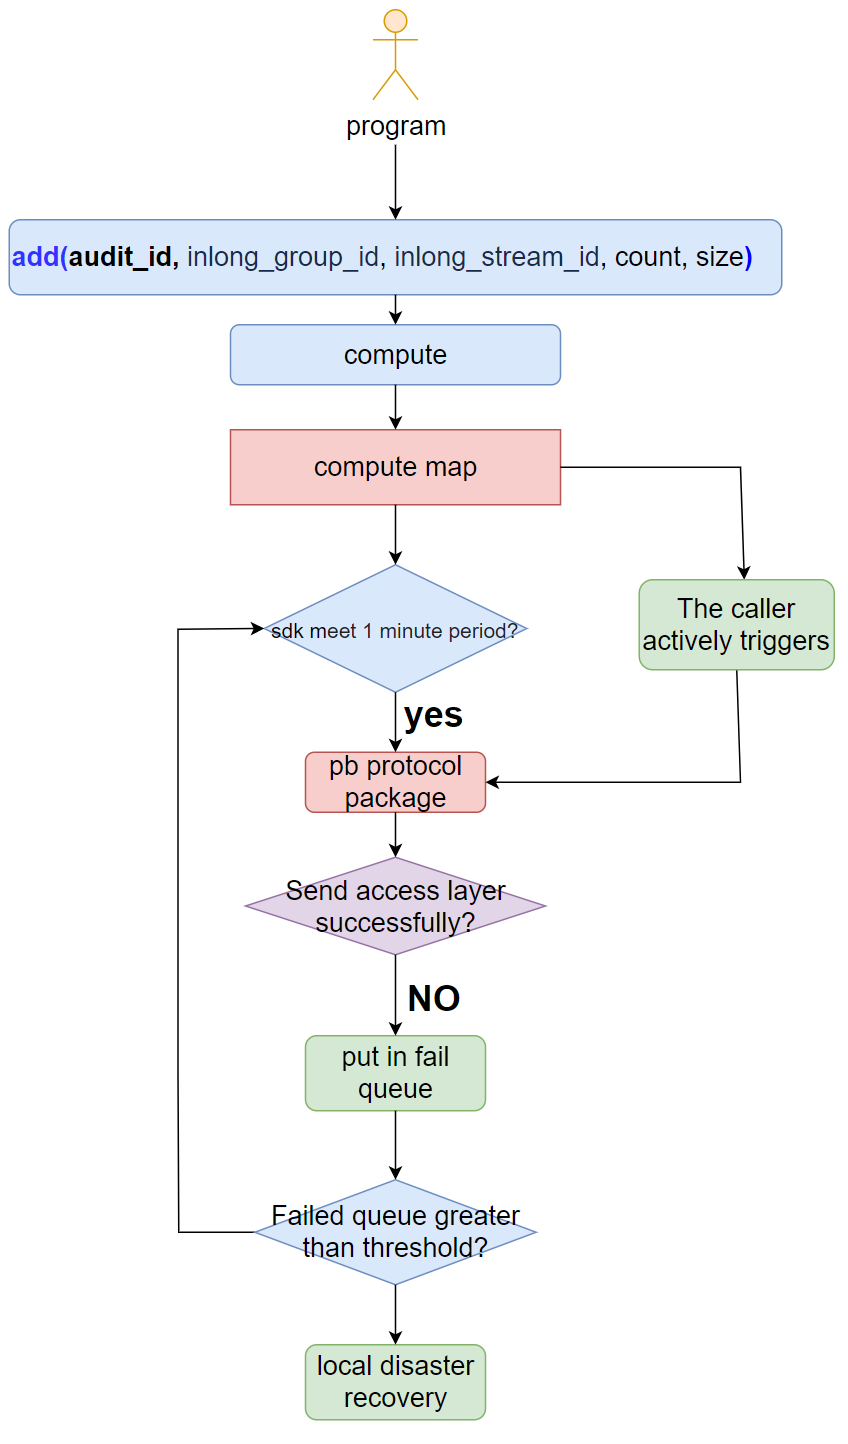 program
add(audit_id, inlong_group_id, inlong_stream_id, count, size)
compute
compute map
sdk meet 1 minute period?
The caller
actively triggers
yes
pb protocol
package
Send access layer
successfully?
NO
put in fail
queue
Failed queue greater
than threshold?
local disaster
recovery